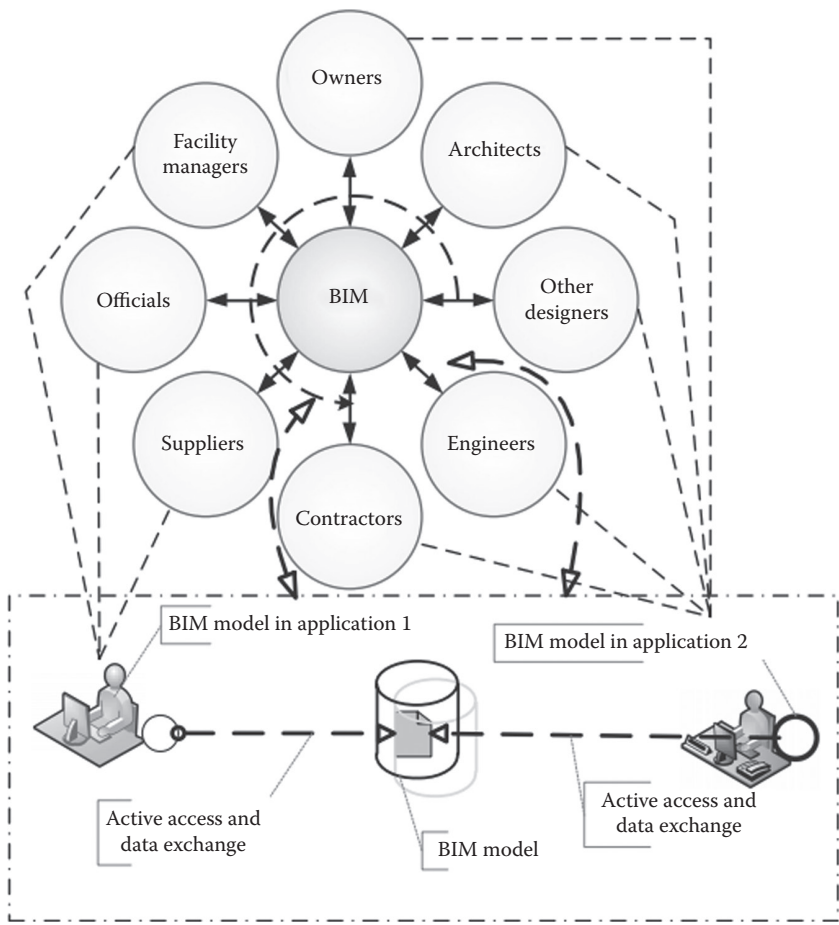 Owners
Facility
managers
Architects
Officials
BIM
Other
designers
Suppliers
Engineers
Contractors
BIM model in application 1
BIM model in application 2
Active access and
data exchange
BIM model
Active access and
data exchange